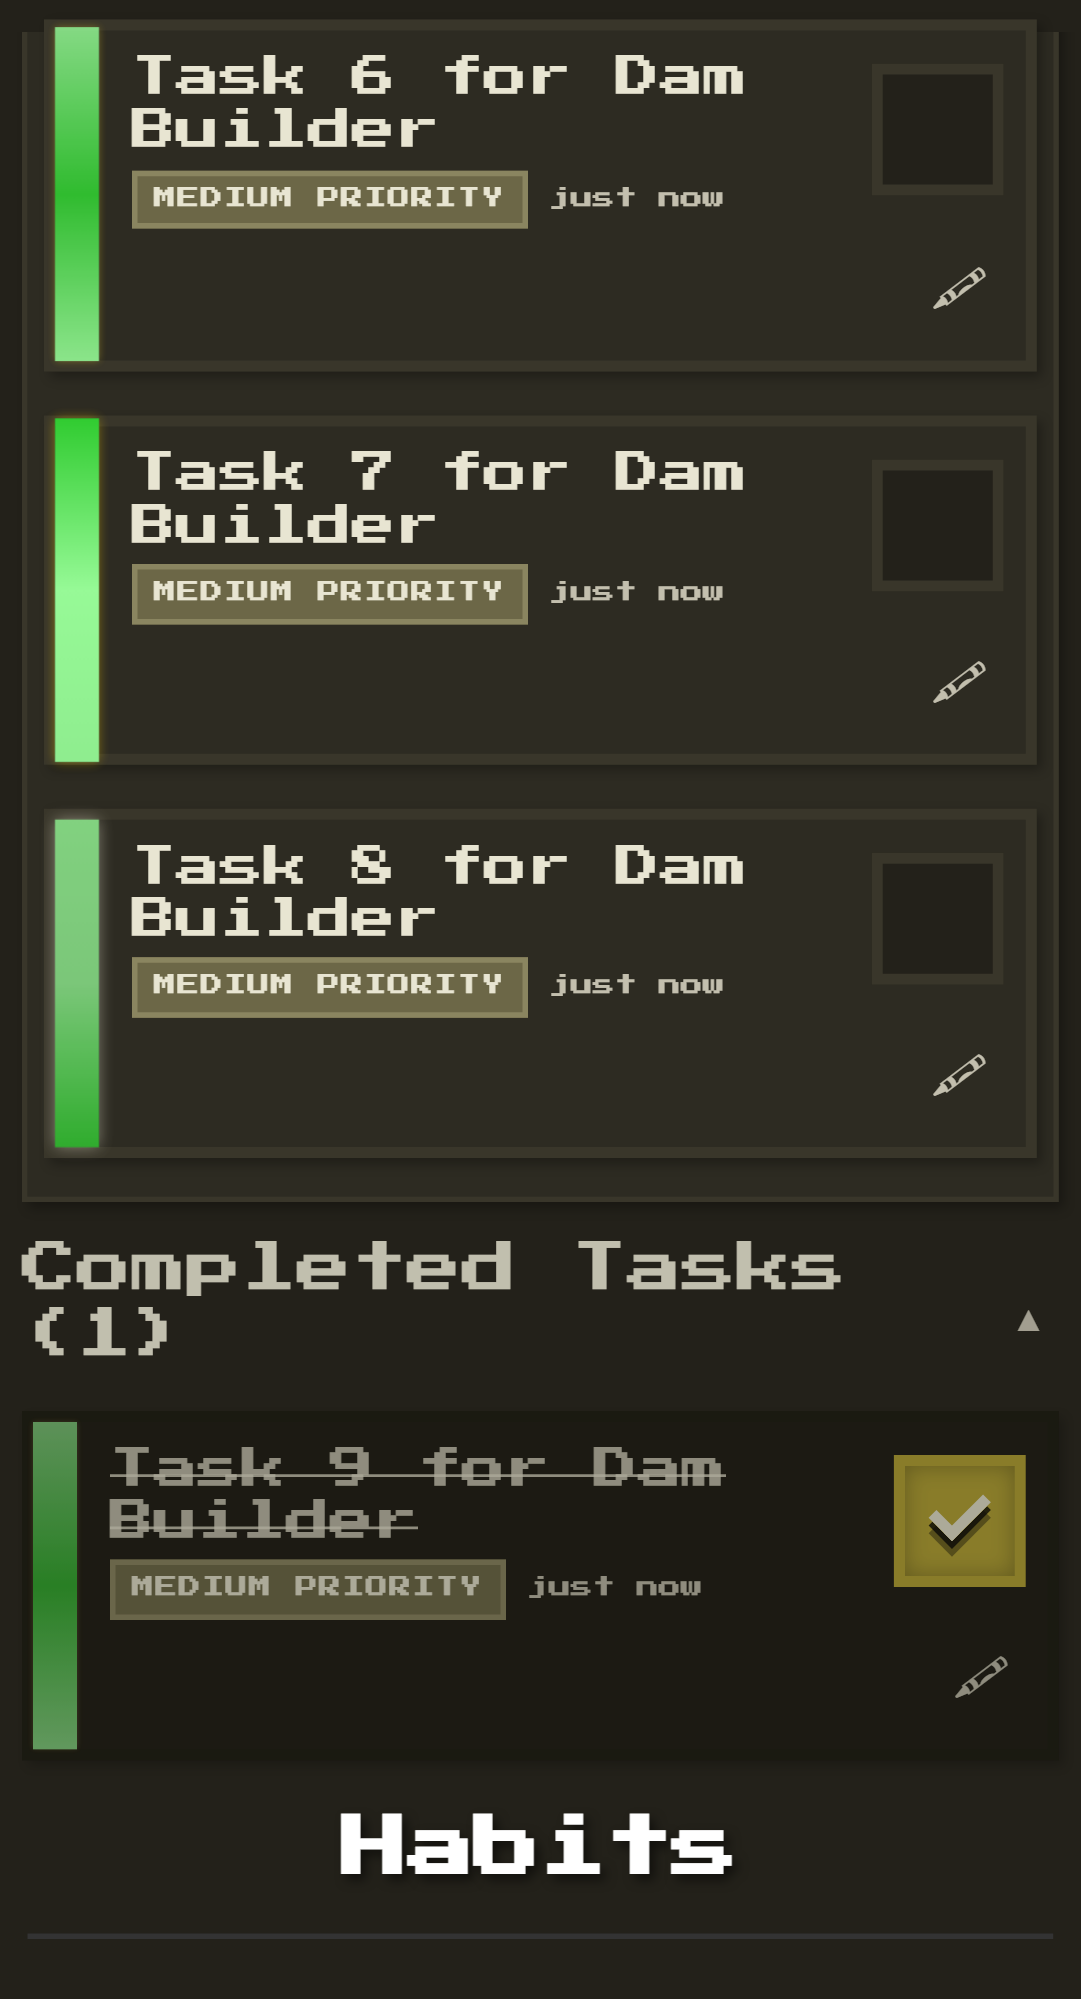 Task 6 for Dam
Builder
MEDIUM PRIORITY just now
Task 7 for Dam
Builder
MEDIUM PRIORITY just now
Task 8 for Dam
Builder
MEDIUM PRIORITY just now
Completed Tasks
(1)
Task 9 for Dam
Builder
MEDIUM PRIORITY just now
Habits